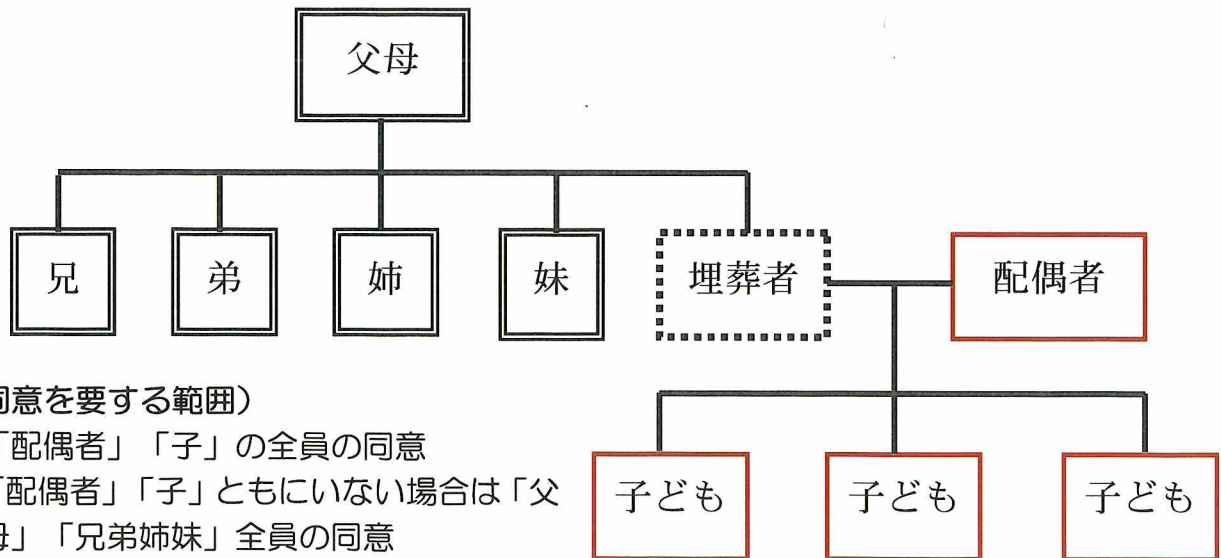 父母
兄 弟 姉 妹 埋葬者 配偶者
同意を要する範囲)
「配偶者」「子」の全員の同意
「配偶者」「子」ともにいない場合は「父
母」「兄弟姉妹」全員の同意
子ども 子ども 子ども